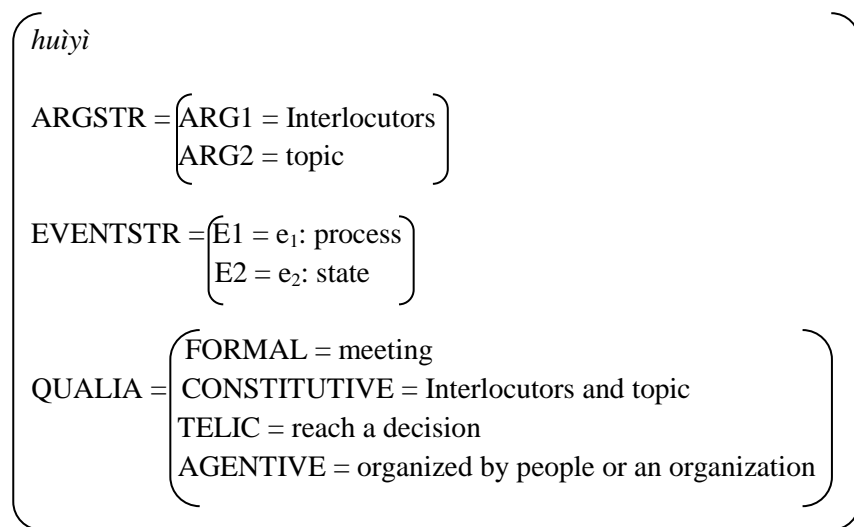 huìyì
ARGSTR = ARG1 = Interlocutors
ARG2 = topic
EVENTSTR = E1 = e₁: process
E2 = e₂: state
FORMAL = meeting
QUALIA = CONSTITUTIVE = Interlocutors and topic
TELIC = reach a decision
AGENTIVE = organized by people or an organization